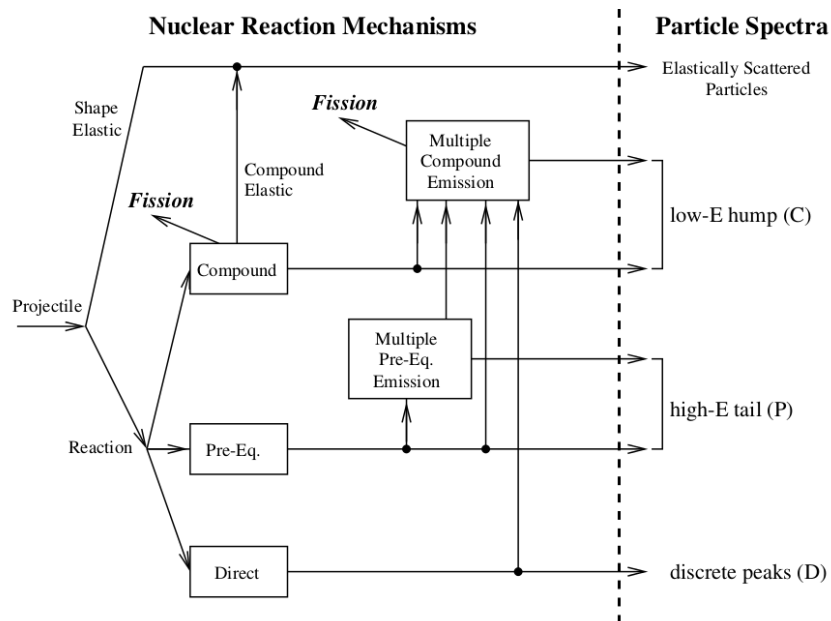 Nuclear Reaction Mechanisms
Particle Spectra
Elastically Scattered
Particles
Shape
Elastic
Fission
Multiple
Compound
Emission
Compound
Elastic
Fission
low-E hump (C)
Compound
Projectile
Multiple
Pre-Eq.
Emission
high-E tail (P)
Reaction
Pre-Eq.
Direct
discrete peaks (D)